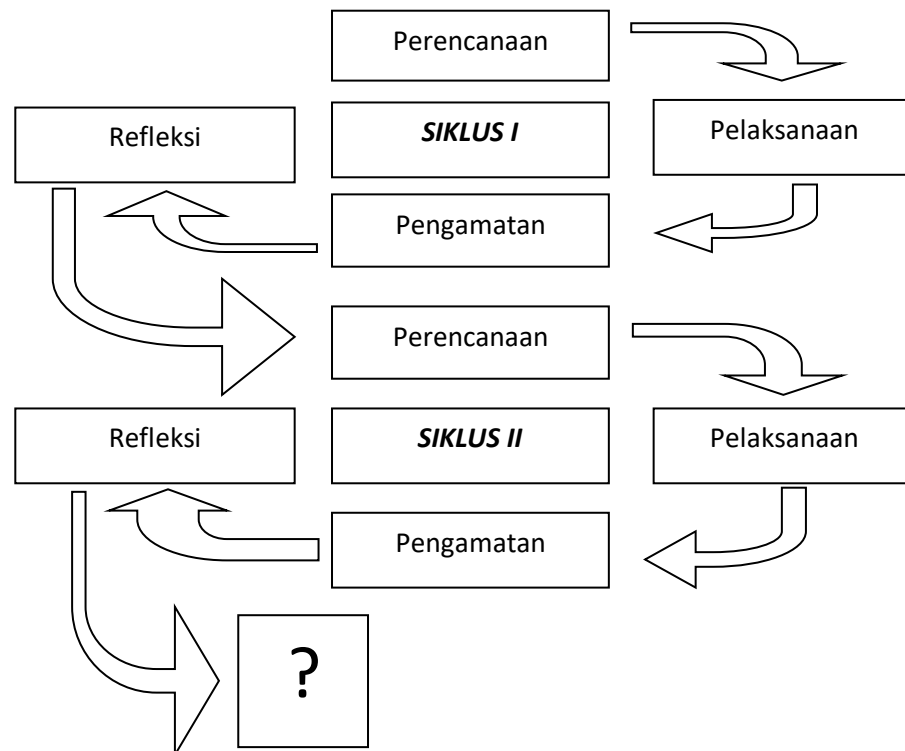 Perencanaan
Refleksi
SIKLUS I
Pelaksanaan
Pengamatan
Perencanaan
Refleksi
SIKLUS II
Pelaksanaan
Pengamatan
?